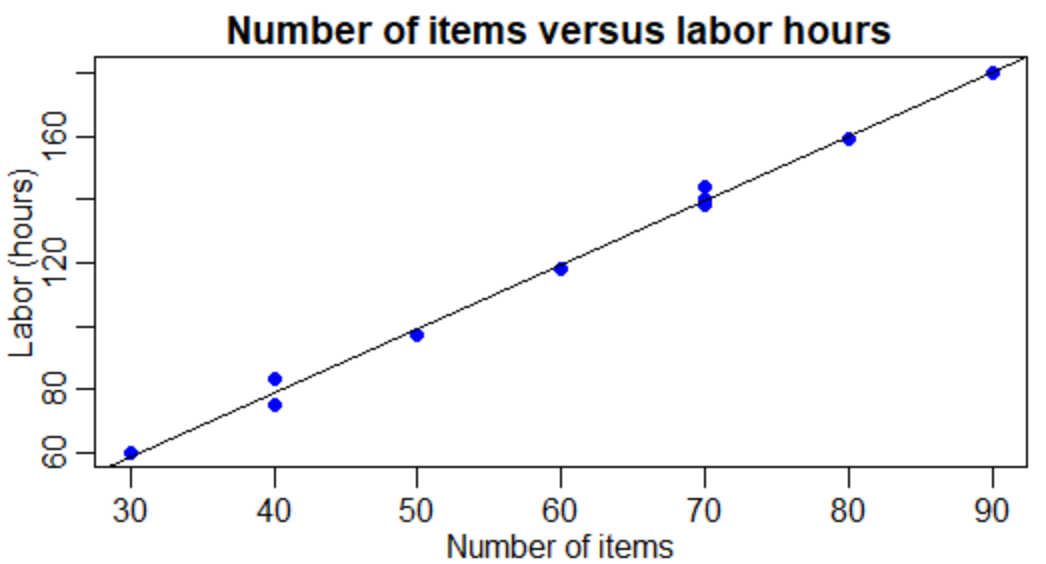 Number of items versus labor hours
Labor (hours)
160
120
80
60
30 40 50 60 70 80 90
Number of items